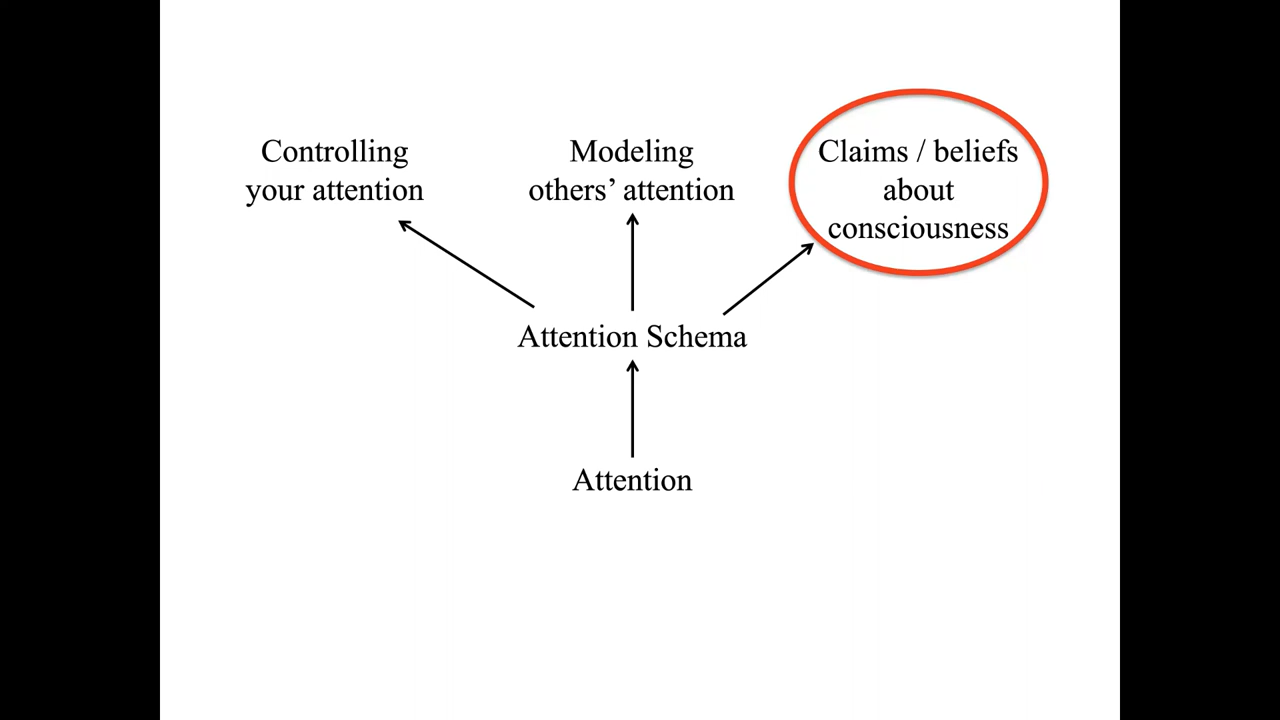 Controlling
your attention
Modeling
others’ attention
Claims / beliefs
about
consciousness
Attention Schema
Attention